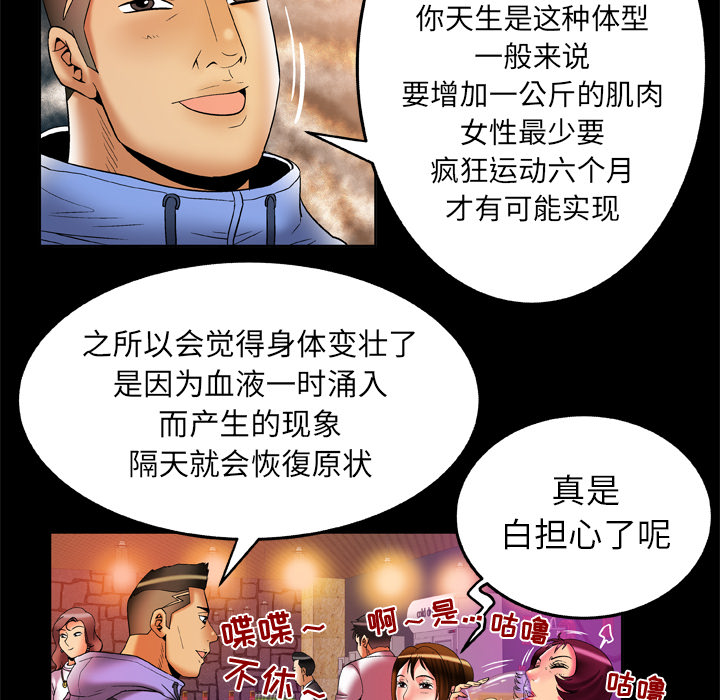 你天生是这种体型
一般来说
要增加一公斤的肌肉
女性最少要
疯狂运动六个月
才有可能实现
之所以会觉得身体变壮了
是因为血液一时涌入
而产生的现象
隔天就会恢復原状
真是
白担心了呢
喋喋～
不休～
啊～是…
咕噜
咕噜